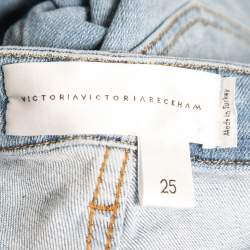 VICTORIAVICTORIABECKHAM
Made in Turkey
25